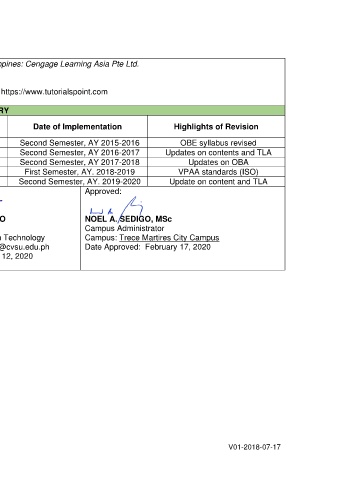 ppines: Cengage Learning Asia Pte Ltd.
https://www.tutorialspoint.com
RY
Date of Implementation Highlights of Revision
Second Semester, AY 2015-2016 OBE syllabus revised
Second Semester, AY 2016-2017 Updates on contents and TLA
Second Semester, AY 2017-2018 Updates on OBA
First Semester, AY. 2018-2019 VPAA standards (ISO)
Second Semester, AY. 2019-2020 Update on content and TLA
Approved:
O NOEL A. SEDIGO, MSc
Campus Administrator
n Technology Campus: Trece Martires City Campus
@cvsu.edu.ph Date Approved: February 17, 2020
12, 2020
V01-2018-07-17